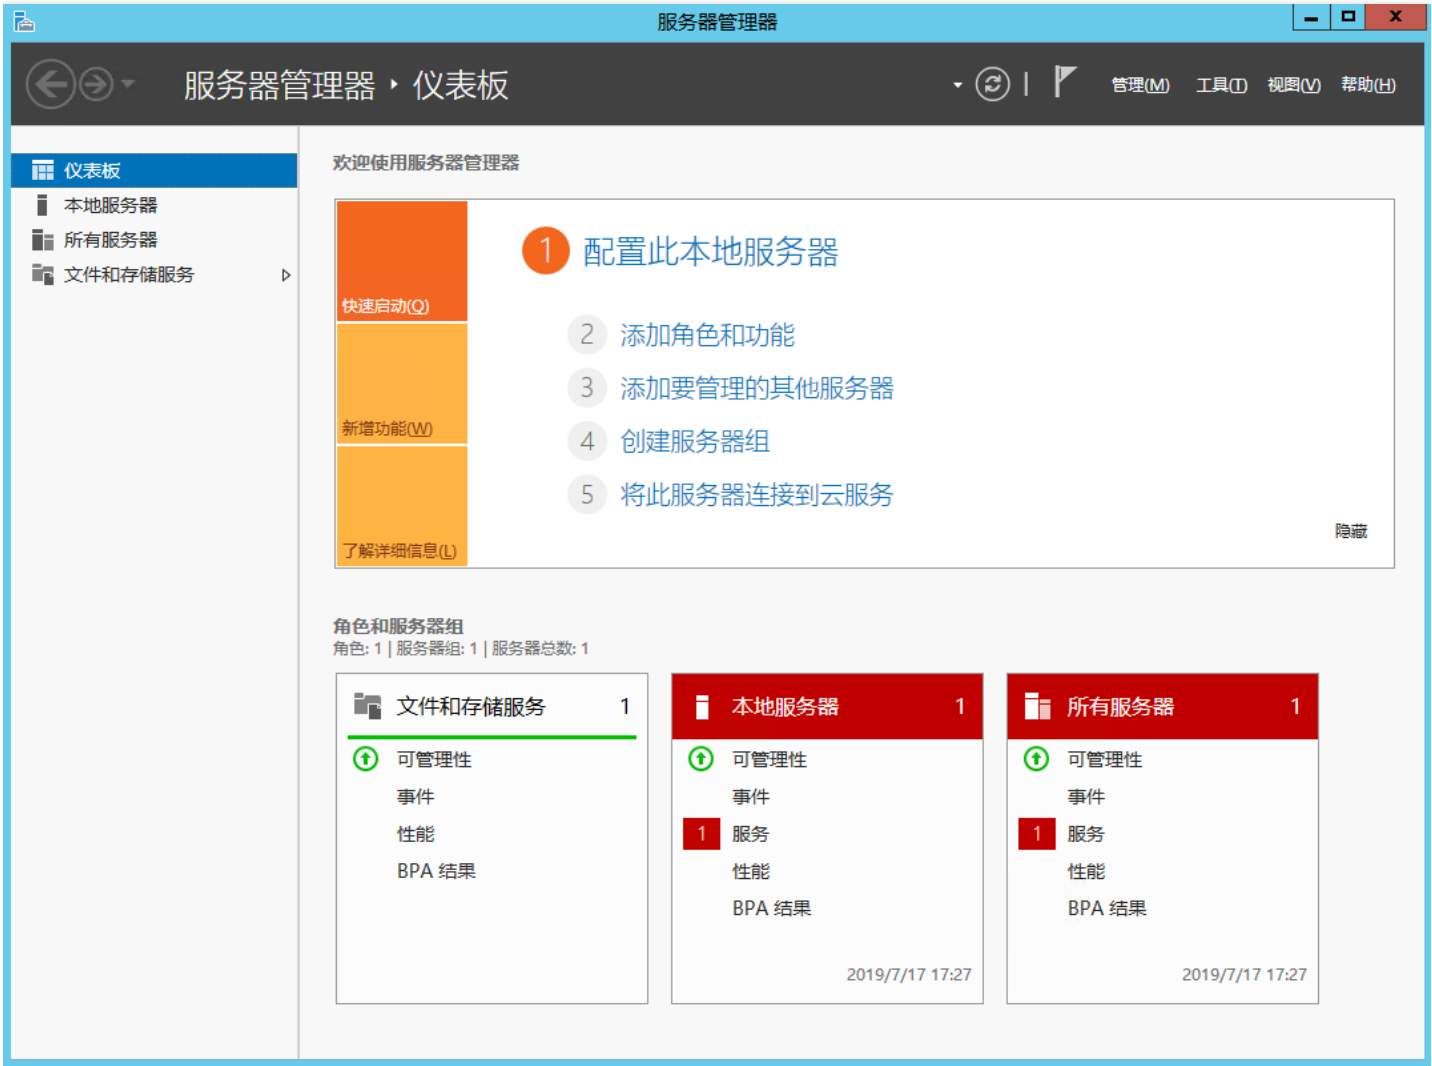 服务器管理器
服务器管理器 ‣ 仪表板
管理(M) 工具(T) 视图(V) 帮助(H)
仪表板
本地服务器
所有服务器
文件和存储服务
欢迎使用服务器管理器
快速启动(Q)
新增功能(W)
了解详细信息(L)
1 配置此本地服务器
2 添加角色和功能
3 添加要管理的其他服务器
4 创建服务器组
5 将此服务器连接到云服务
隐藏
角色和服务器组
角色: 1 | 服务器组: 1 | 服务器总数: 1
文件和存储服务 1
可管理性
事件
性能
BPA 结果
本地服务器 1
可管理性
事件
1 服务
性能
BPA 结果
2019/7/17 17:27
所有服务器 1
可管理性
事件
1 服务
性能
BPA 结果
2019/7/17 17:27